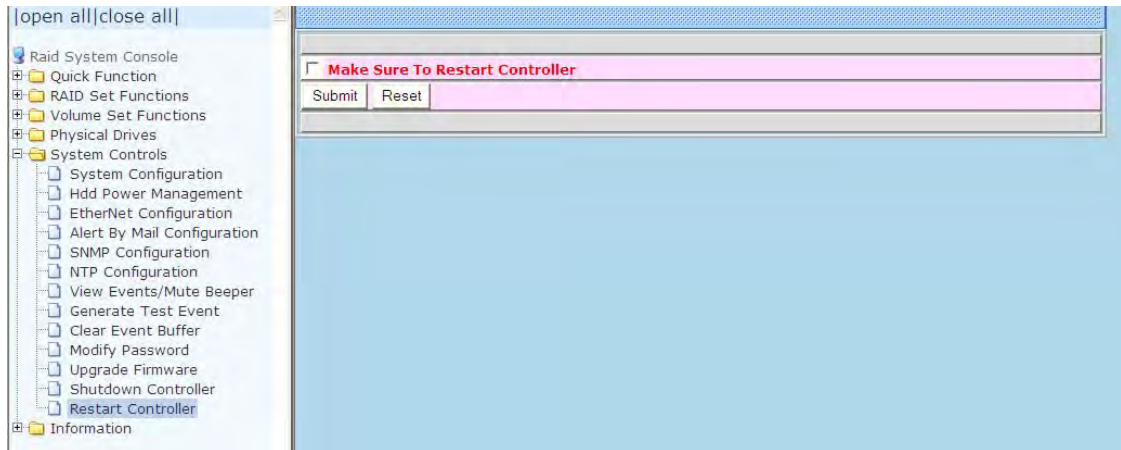 |open all|close all|
Raid System Console
Quick Function
RAID Set Functions
Volume Set Functions
Physical Drives
System Controls
System Configuration
Hdd Power Management
EtherNet Configuration
Alert By Mail Configuration
SNMP Configuration
NTP Configuration
View Events/Mute Beeper
Generate Test Event
Clear Event Buffer
Modify Password
Upgrade Firmware
Shutdown Controller
Restart Controller
Information
Make Sure To Restart Controller
Submit Reset